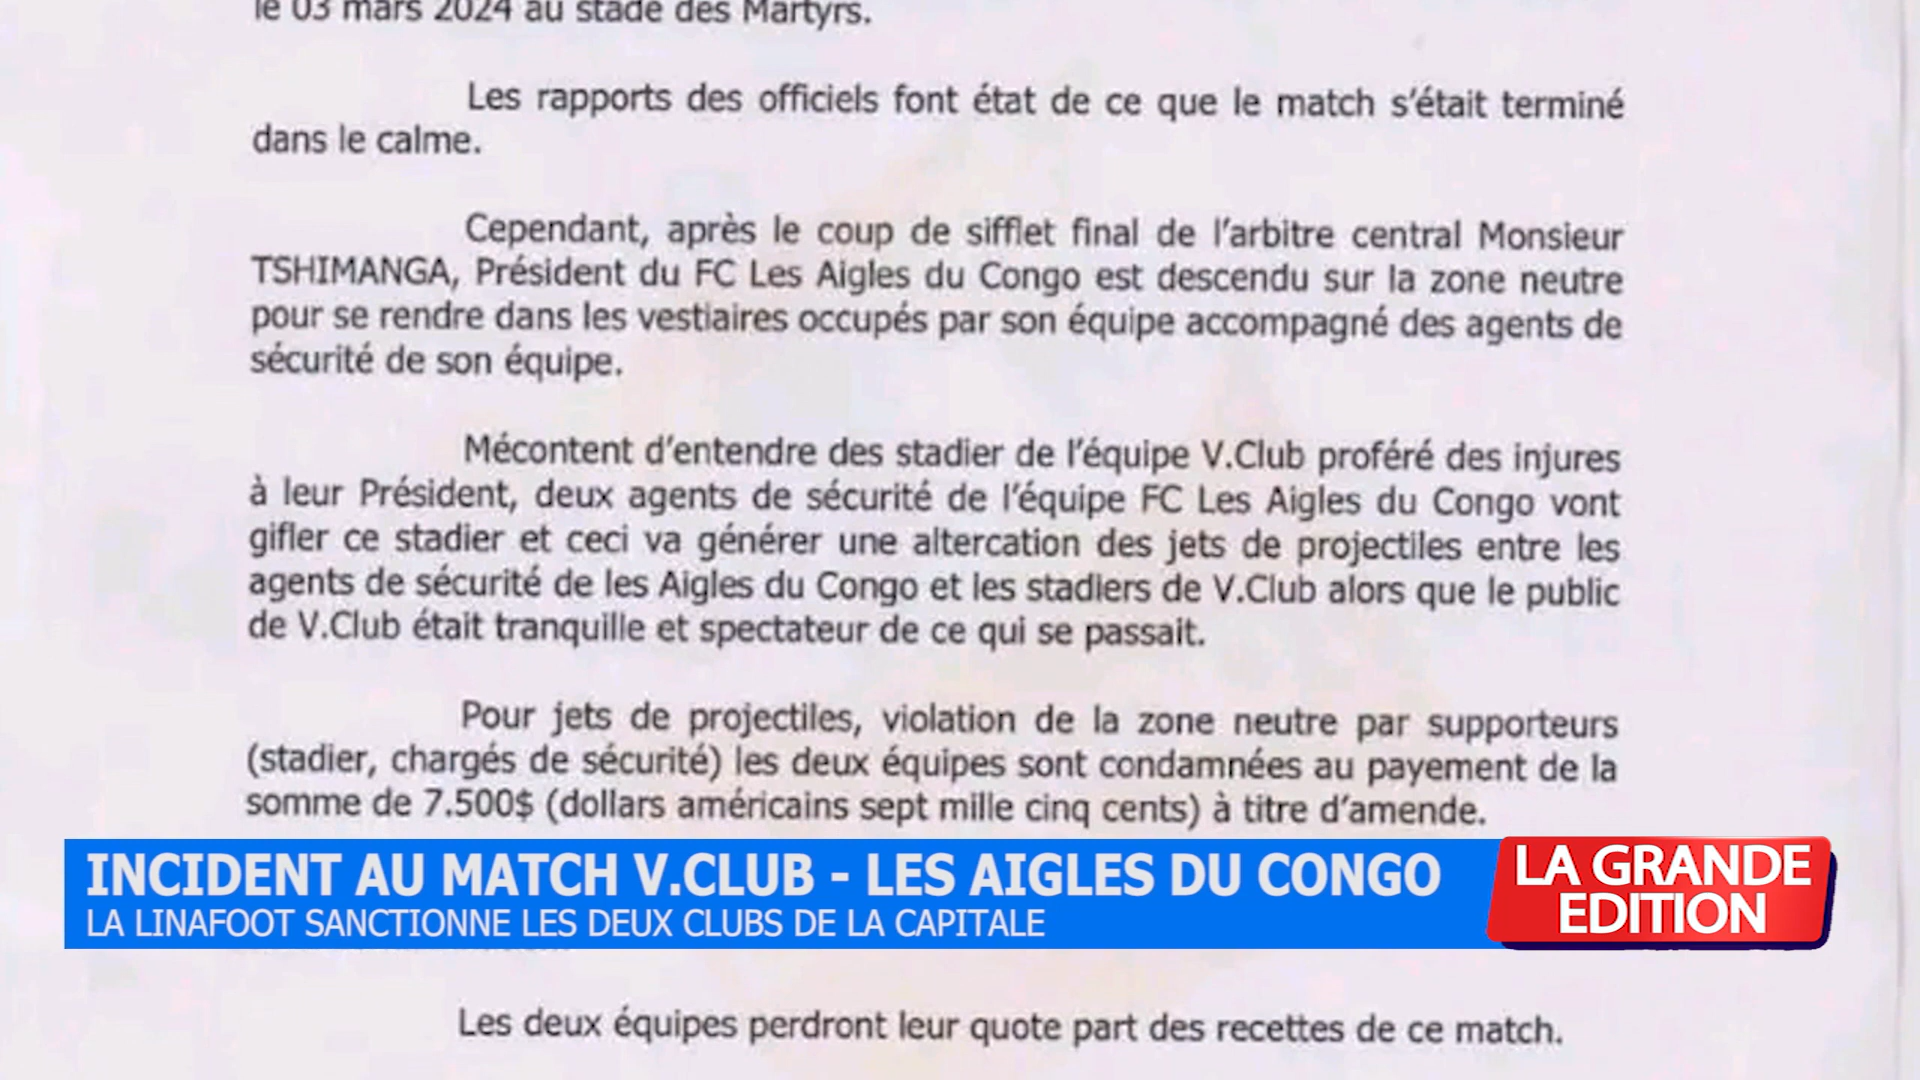 le 03 mars 2024 au stade des Martyrs.
Les rapports des officiels font état de ce que le match s'était terminé
dans le calme.
Cependant, après le coup de sifflet final de l'arbitre central Monsieur
TSHIMANGA, Président du FC Les Aigles du Congo est descendu sur la zone neutre
pour se rendre dans les vestiaires occupés par son équipe accompagné des agents de
sécurité de son équipe.
Mécontent d'entendre des stadier de l'équipe V.Club proféré des injures
à leur Président, deux agents de sécurité de l'équipe FC Les Aigles du Congo vont
gifler ce stadier et ceci va générer une altercation des jets de projectiles entre les
agents de sécurité de les Aigles du Congo et les stadiers de V.Club alors que le public
de V.Club était tranquille et spectateur de ce qui se passait.
Pour jets de projectiles, violation de la zone neutre par supporteurs
(stadier, chargés de sécurité) les deux équipes sont condamnées au payement de la
somme de 7.500$ (dollars américains sept mille cinq cents) à titre d'amende.
INCIDENT AU MATCH V.CLUB - LES AIGLES DU CONGO
LA LINAFOOT SANCTIONNE LES DEUX CLUBS DE LA CAPITALE
LA GRANDE
EDITION
Les deux équipes perdront leur quote part des recettes de ce match.